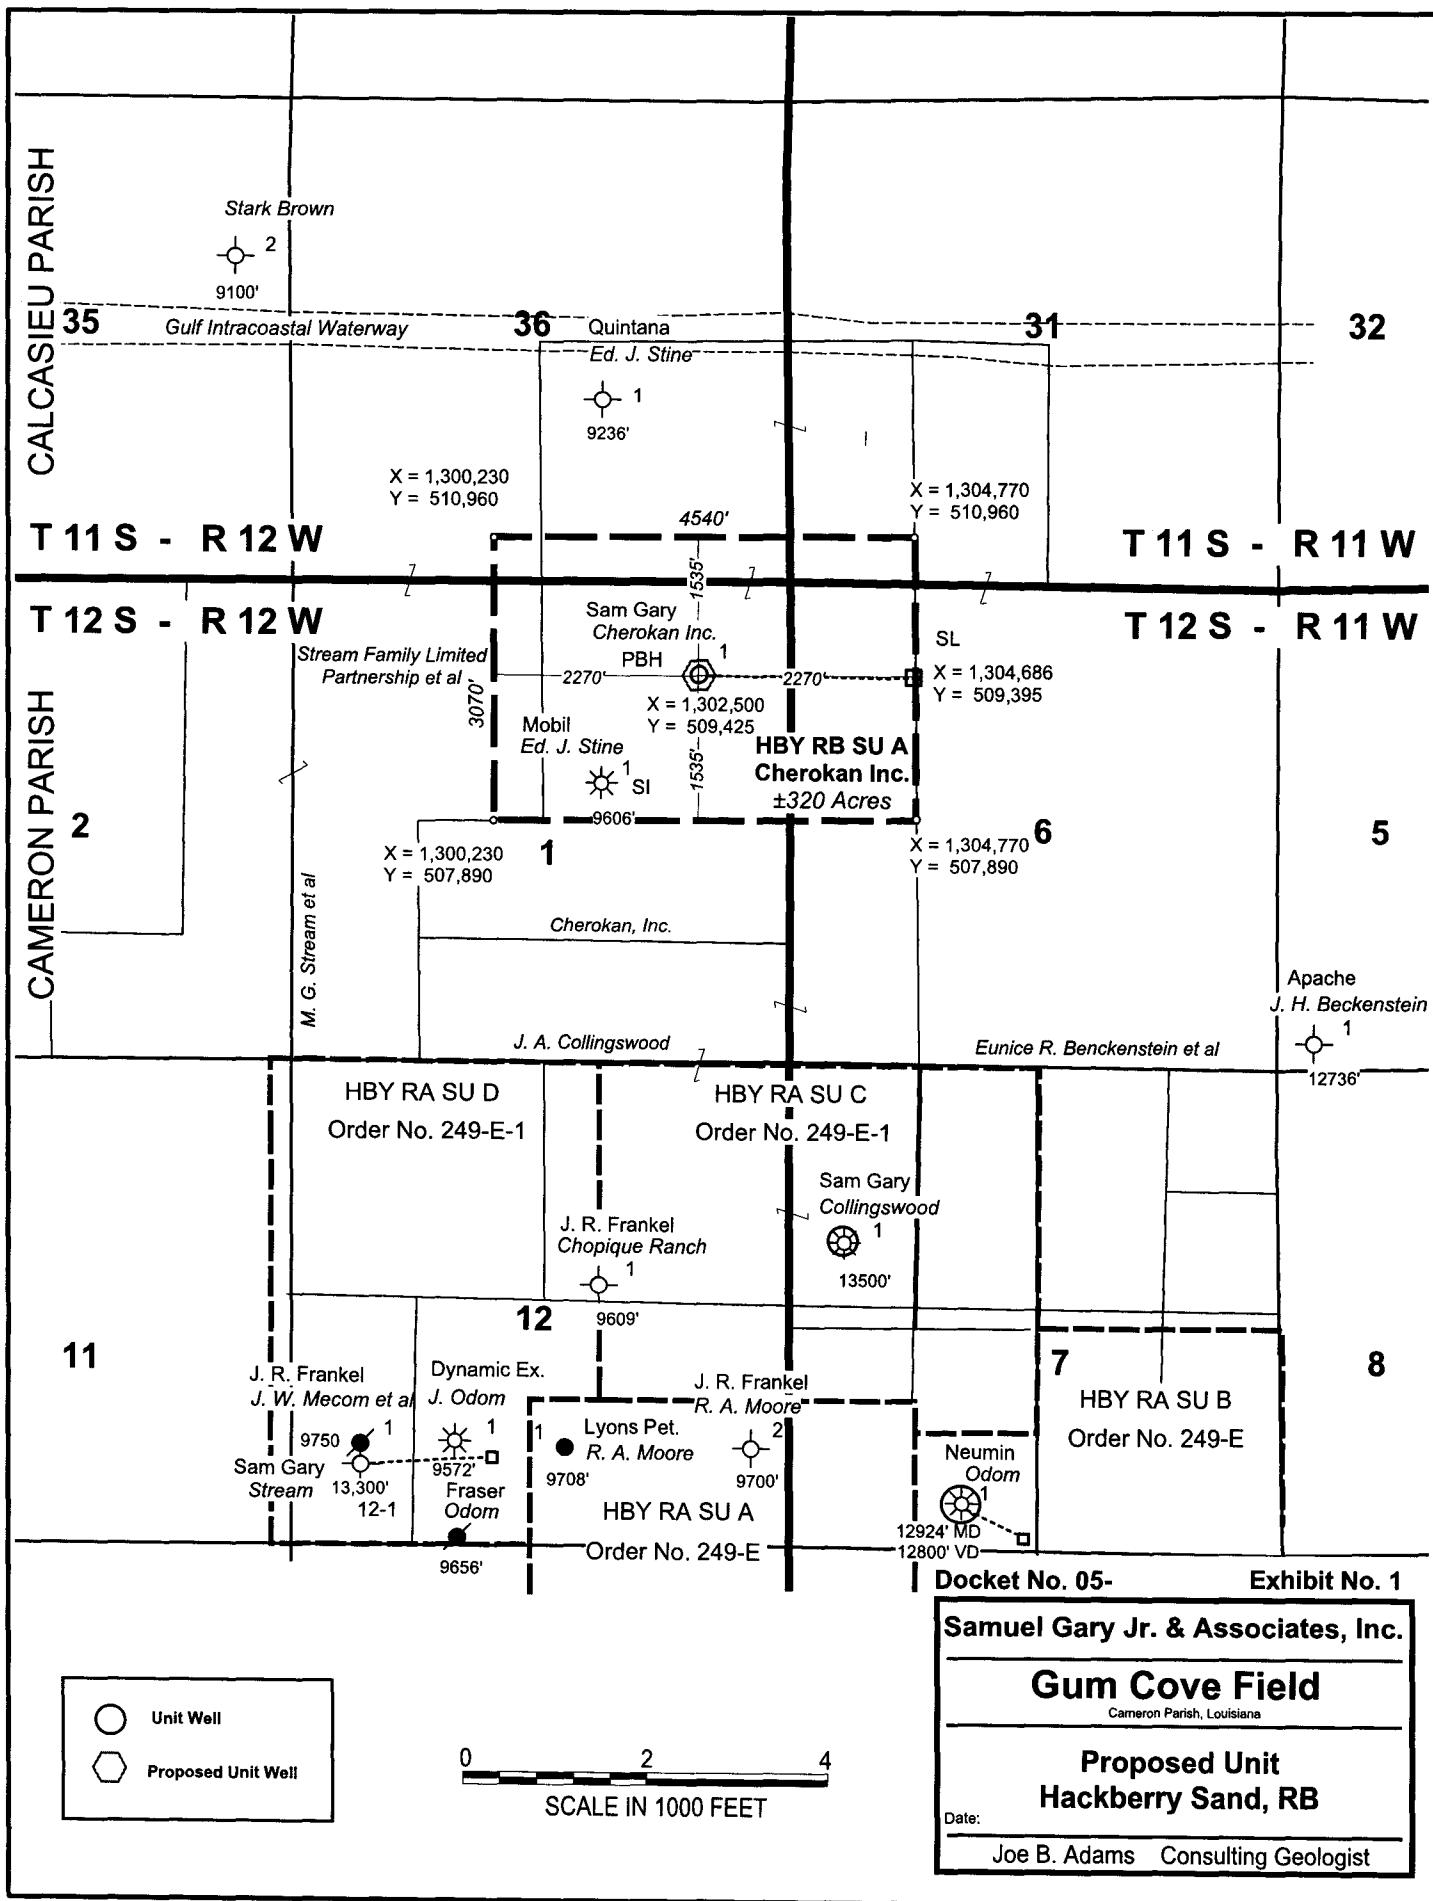 CALCASIEU PARISH
Stark Brown
2
9100'
35
Gulf Intracoastal Waterway
36
Quintana
Ed. J. Stine
31
32
1
9236'
X = 1,300,230
Y = 510,960
X = 1,304,770
Y = 510,960
4540'
T 11 S - R 12 W
T 11 S - R 11 W
1535'
T 12 S - R 12 W
T 12 S - R 11 W
Sam Gary
Cherokan Inc.
1
PBH
SL
Stream Family Limited
Partnership et al
2270'
2270'
X = 1,304,686
Y = 509,395
3070'
X = 1,302,500
Y = 509,425
Mobil
Ed. J. Stine
1
SI
9606'
1535'
HBY RB SU A
Cherokan Inc.
±320 Acres
CAMERON PARISH
2
1
6
5
X = 1,300,230
Y = 507,890
X = 1,304,770
Y = 507,890
M. G. Stream et al
Cherokan, Inc.
Apache
J. H. Beckenstein
1
12736'
J. A. Collingswood
Eunice R. Benckenstein et al
HBY RA SU D
Order No. 249-E-1
HBY RA SU C
Order No. 249-E-1
Sam Gary
Collingswood
1
13500'
J. R. Frankel
Chopique Ranch
1
9609'
12
11
7
8
J. R. Frankel
J. W. Mecom et al
1
9750
Sam Gary
Stream
13,300'
12-1
Dynamic Ex.
J. Odom
1
9572'
Fraser
Odom
9656'
1
Lyons Pet.
R. A. Moore
9708'
J. R. Frankel
R. A. Moore
2
9700'
HBY RA SU A
Order No. 249-E
Neumin
Odom
1
12924' MD
12800' VD
HBY RA SU B
Order No. 249-E
Docket No. 05-
Exhibit No. 1
Samuel Gary Jr. & Associates, Inc.
Gum Cove Field
Cameron Parish, Louisiana
Proposed Unit
Hackberry Sand, RB
Date:
Joe B. Adams Consulting Geologist
Unit Well
Proposed Unit Well
0 2 4
SCALE IN 1000 FEET